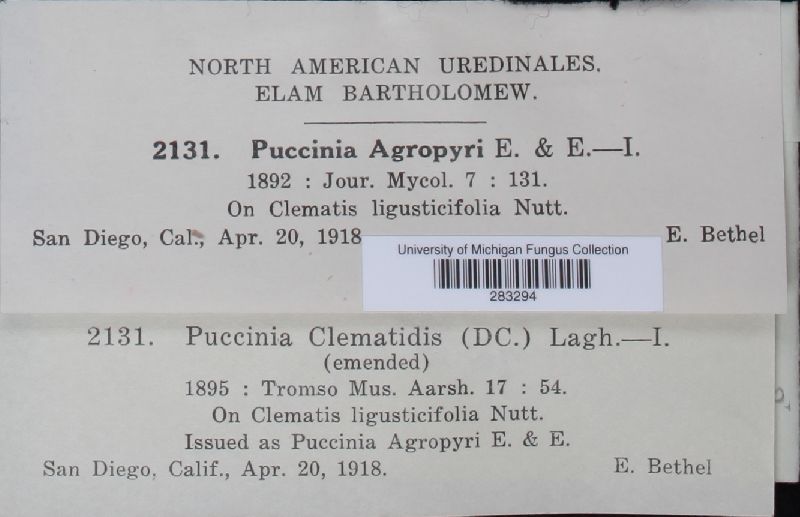 NORTH AMERICAN UREDINALES.
ELAM BARTHOLOMEW.
2131. Puccinia Agropyri E. & E.—I.
1892 : Jour. Mycol. 7 : 131.
On Clematis ligusticifolia Nutt.
San Diego, Cal., Apr. 20, 1918 E. Bethel
University of Michigan Fungus Collection
283294
2131. Puccinia Clematidis (DC.) Lagh.—I.
(emended)
1895 : Tromso Mus. Aarsh. 17 : 54.
On Clematis ligusticifolia Nutt.
Issued as Puccinia Agropyri E. & E.
San Diego, Calif., Apr. 20, 1918. E. Bethel